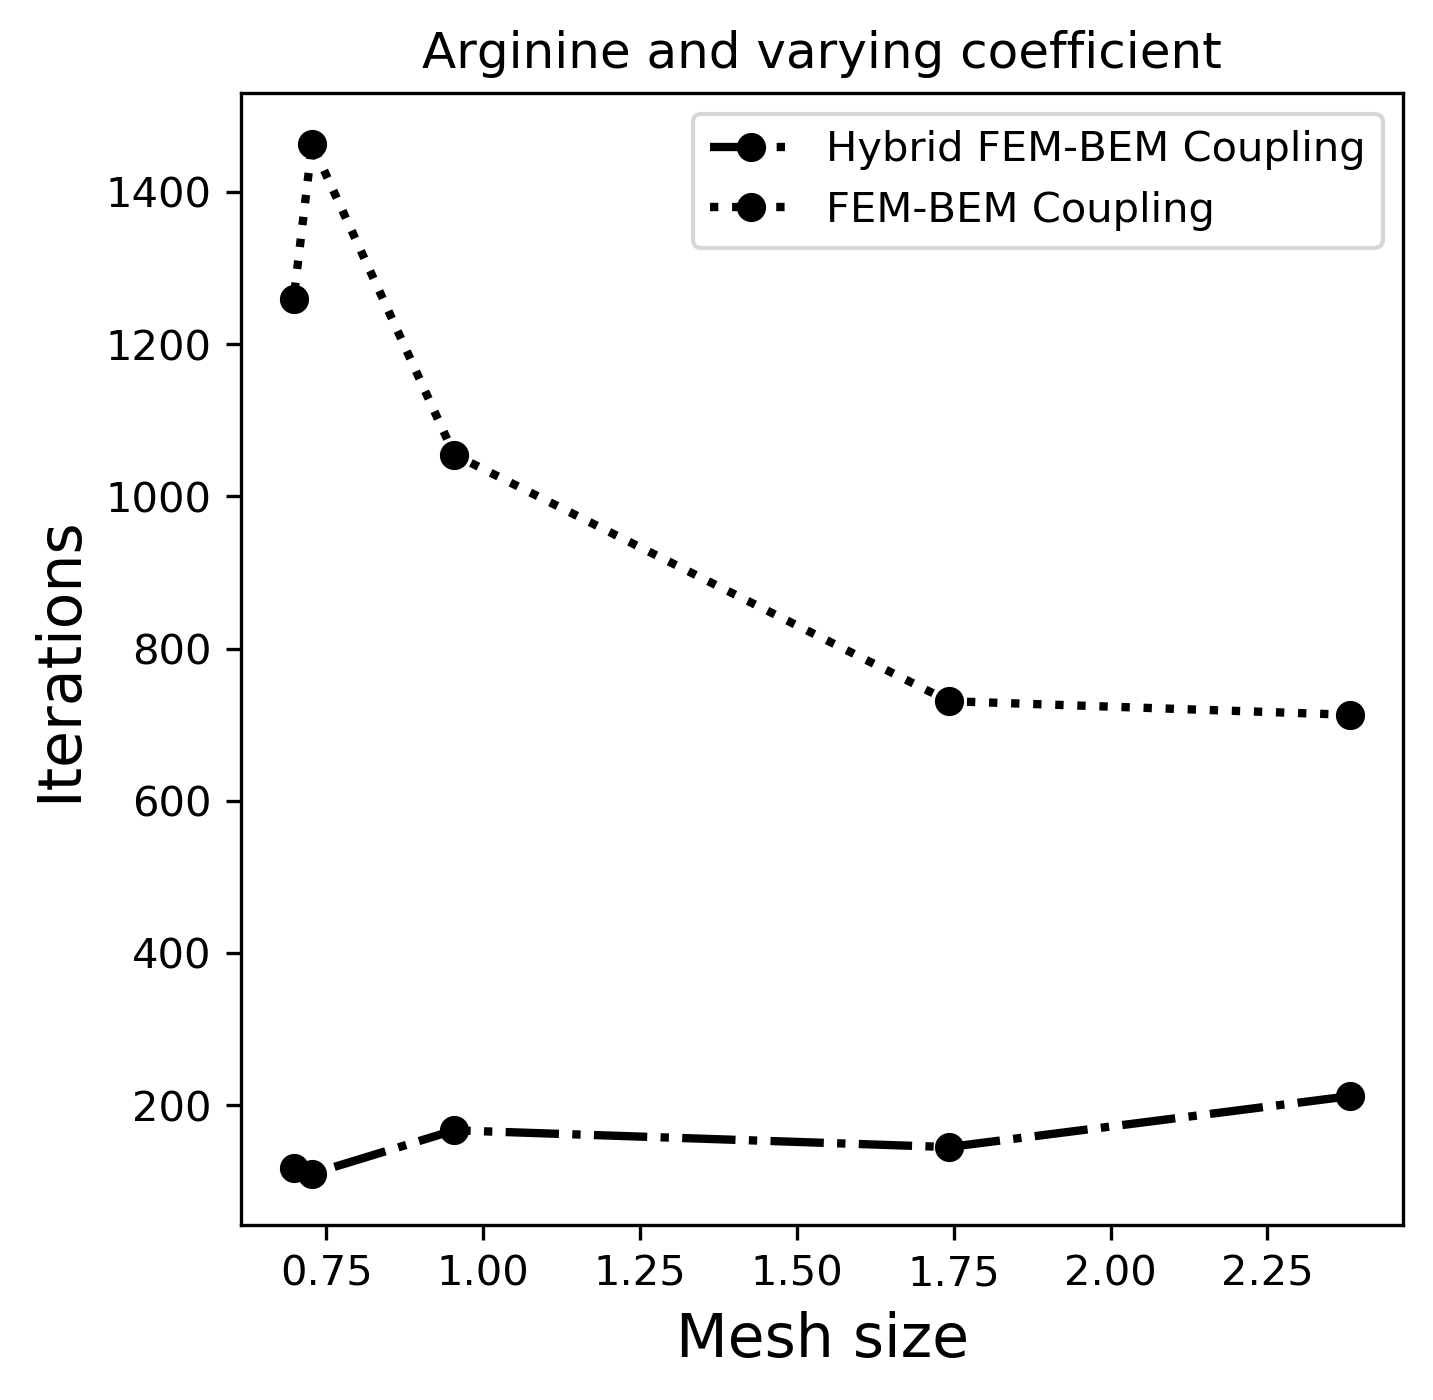 Arginine and varying coefficient
Hybrid FEM-BEM Coupling
FEM-BEM Coupling
Iterations
1400
1200
1000
800
600
400
200
0.75 1.00 1.25 1.50 1.75 2.00 2.25
Mesh size